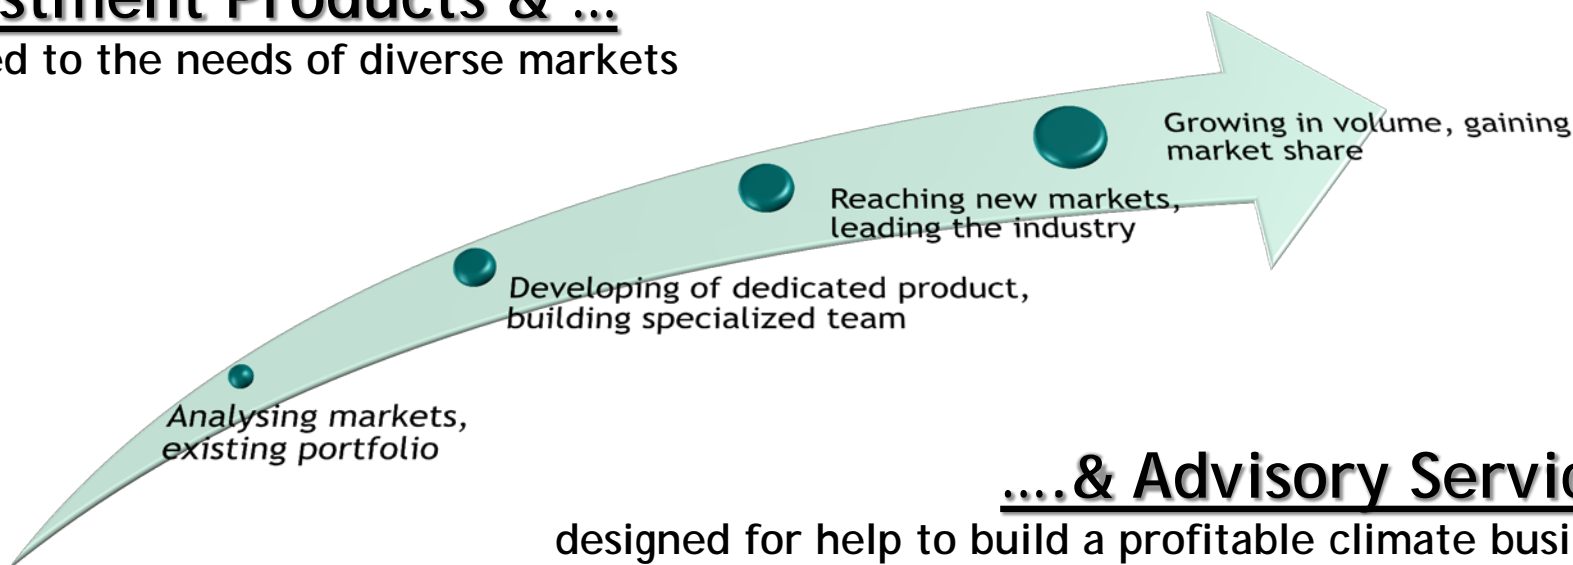 stment Products & ...
ed to the needs of diverse markets
Growing in volume, gaining
market share
Reaching new markets,
leading the industry
Developing of dedicated product,
building specialized team
Analysing markets,
existing portfolio
....& Advisory Servic
designed for help to build a profitable climate busi